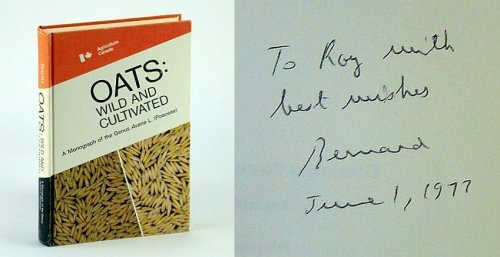 Agriculture
Canada
OATS:
WILD AND
CULTIVATED
A Monograph of the Genus Avena L. (Poaceae)
OATS
WILD AND
CULTIVATED
To Roy with
best wishes
Bernard
June 1, 1977